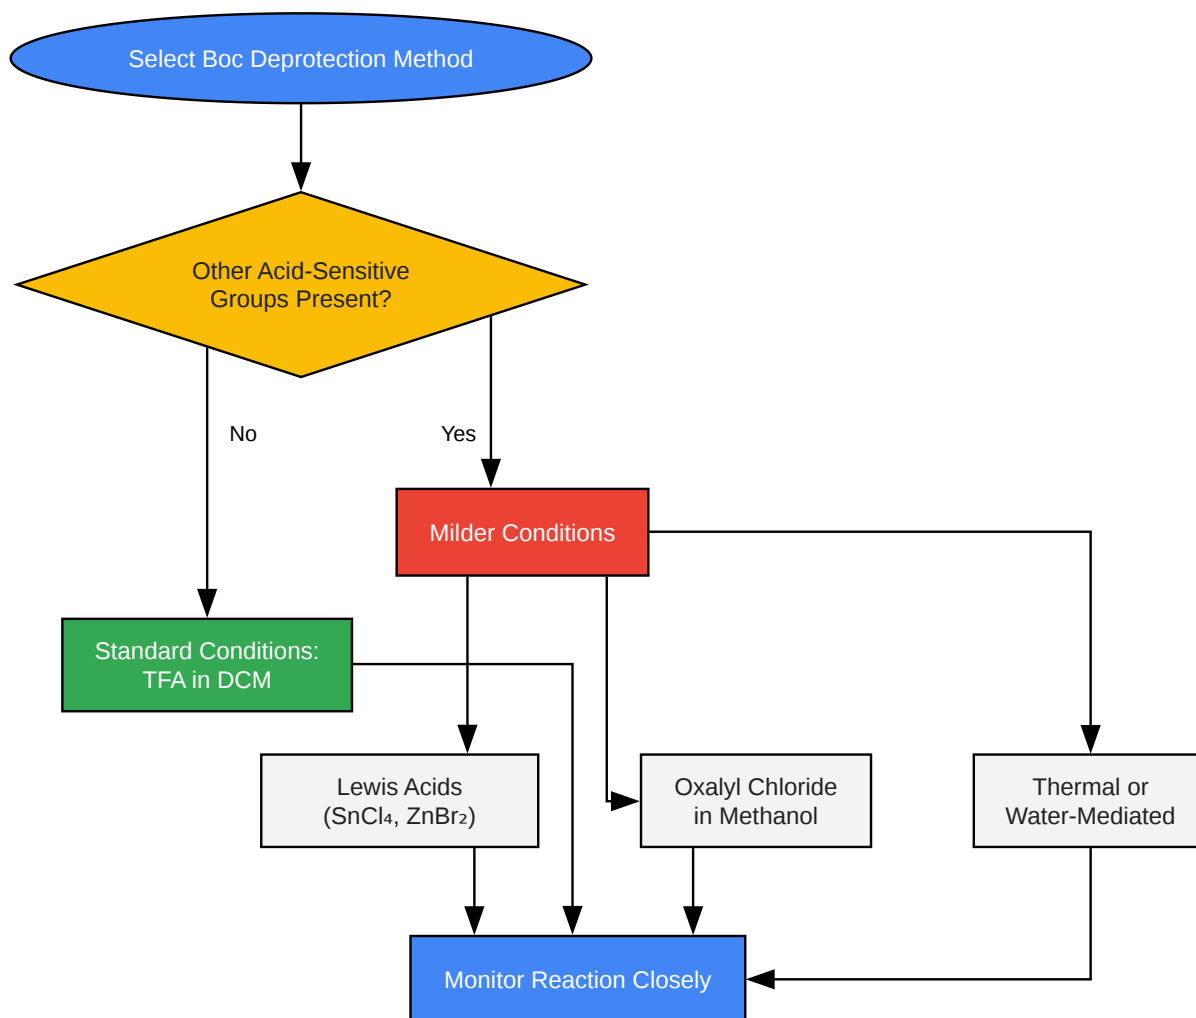 Select Boc Deprotection Method
Other Acid-Sensitive
Groups Present?
No
Yes
Milder Conditions
Standard Conditions:
TFA in DCM
Lewis Acids
(SnCl₄, ZnBr₂)
Oxalyl Chloride
in Methanol
Thermal or
Water-Mediated
Monitor Reaction Closely